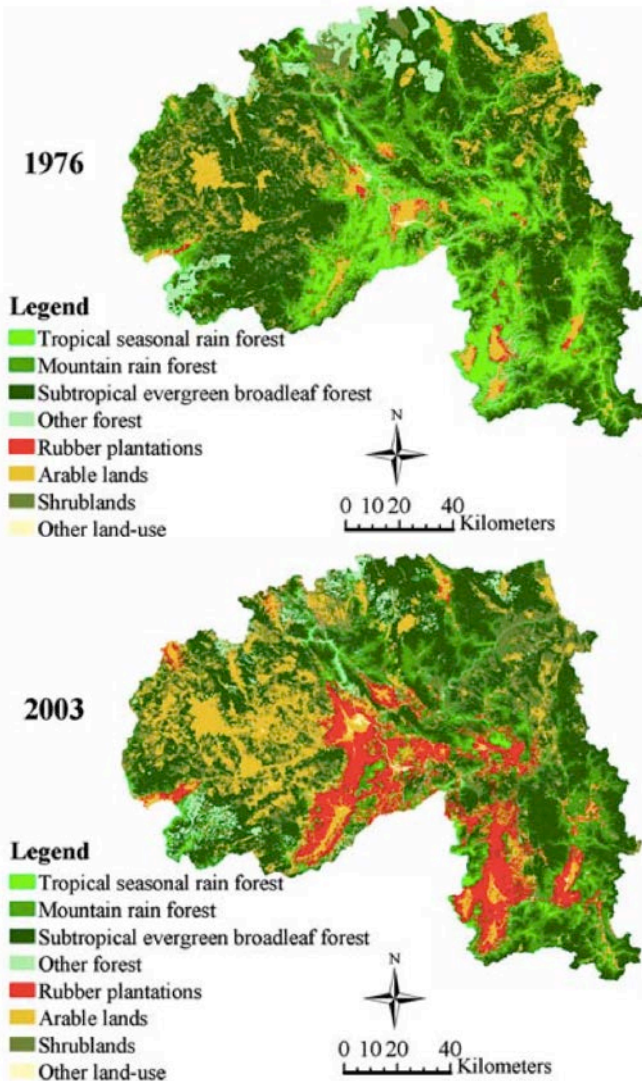 1976
Legend
Tropical seasonal rain forest
Mountain rain forest
Subtropical evergreen broadleaf forest
Other forest
Rubber plantations
Arable lands
Shrublands
Other land-use
N
0 10 20 40
Kilometers
2003
Legend
Tropical seasonal rain forest
Mountain rain forest
Subtropical evergreen broadleaf forest
Other forest
Rubber plantations
Arable lands
Shrublands
Other land-use
N
0 10 20 40
Kilometers